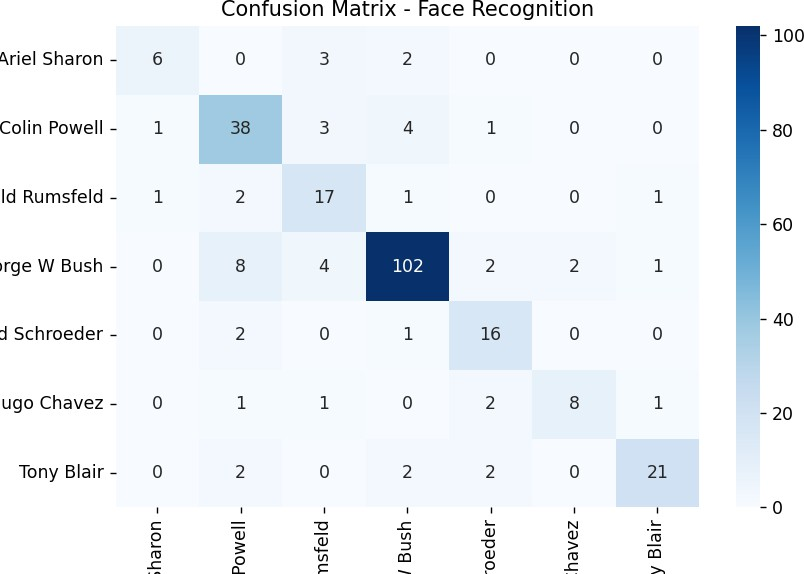 Confusion Matrix - Face Recognition
Ariel Sharon 6 0 3 2 0 0 0
Colin Powell 1 38 3 4 1 0 0
ld Rumsfeld 1 2 17 1 0 0 1
orge W Bush 0 8 4 102 2 2 1
d Schroeder 0 2 0 1 16 0 0
ugo Chavez 0 1 1 0 2 8 1
Tony Blair 0 2 0 2 2 0 21
Sharon
Powell
msfeld
W Bush
roeder
havez
y Blair
100
80
60
40
20
0